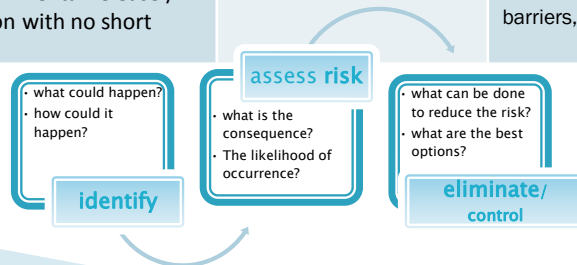 on with no short
barriers,
• what could happen?
• how could it
happen?
identify
assess risk
• what is the
consequence?
• The likelihood of
occurrence?
• what can be done
to reduce the risk?
• what are the best
options?
eliminate/
control